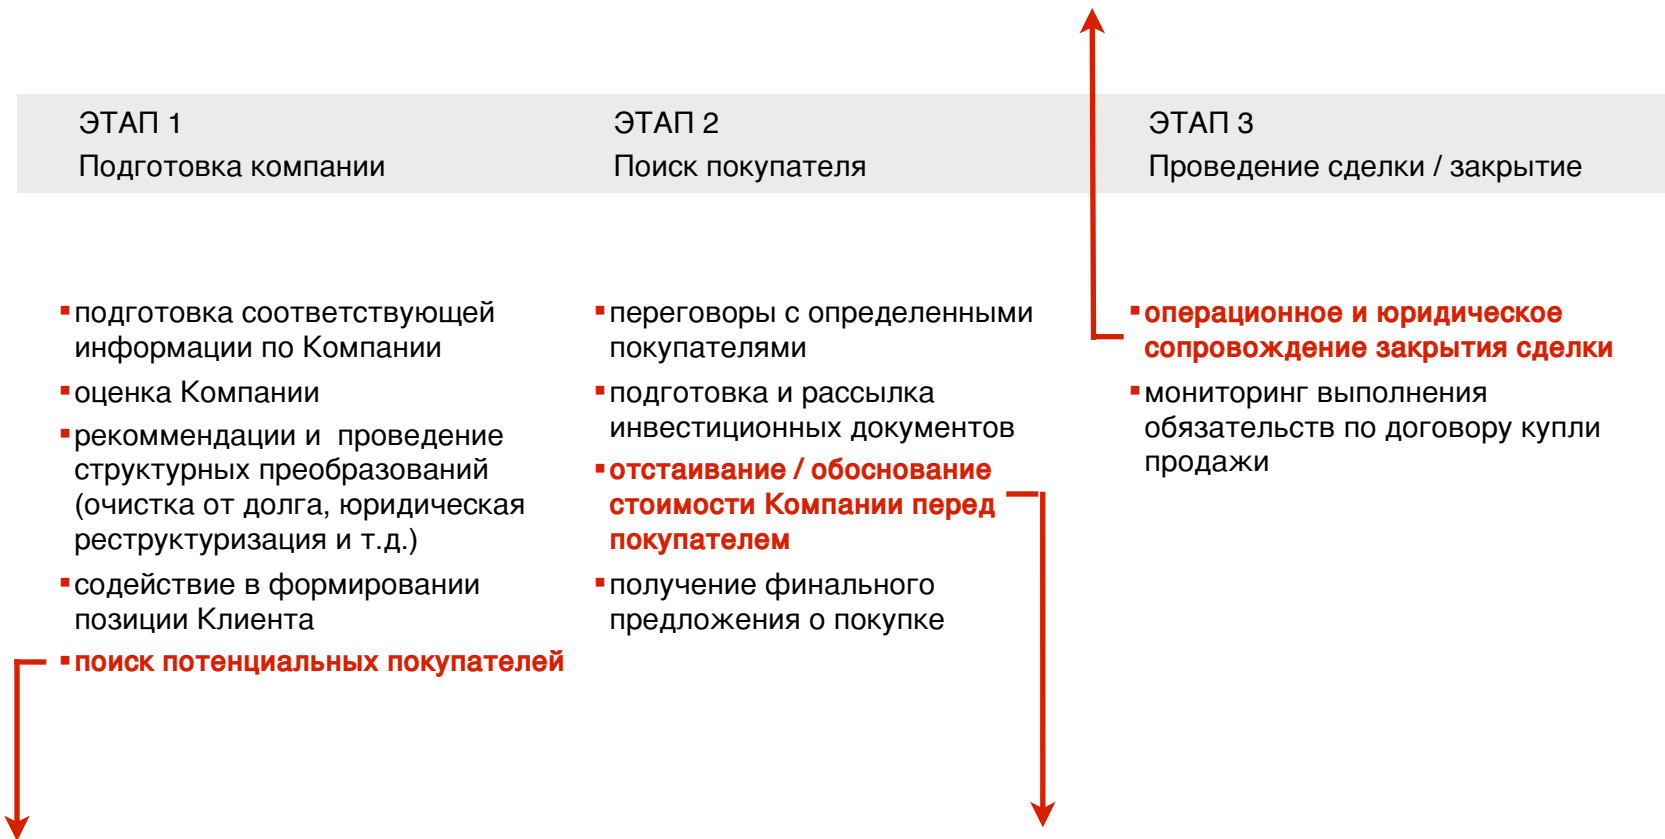 ЭТАП 1
Подготовка компании
ЭТАП 2
Поиск покупателя
ЭТАП 3
Проведение сделки / закрытие
▪подготовка соответствующей
информации по Компании
▪оценка Компании
▪рекоммендации и проведение
структурных преобразований
(очистка от долга, юридическая
реструктуризация и т.д.)
▪содействие в формировании
позиции Клиента
▪поиск потенциальных покупателей
▪переговоры с определенными
покупателями
▪подготовка и рассылка
инвестиционных документов
▪отстаивание / обоснование
стоимости Компании перед
покупателем
▪получение финального
предложения о покупке
▪операционное и юридическое
сопровождение закрытия сделки
▪мониторинг выполнения
обязательств по договору купли
продажи